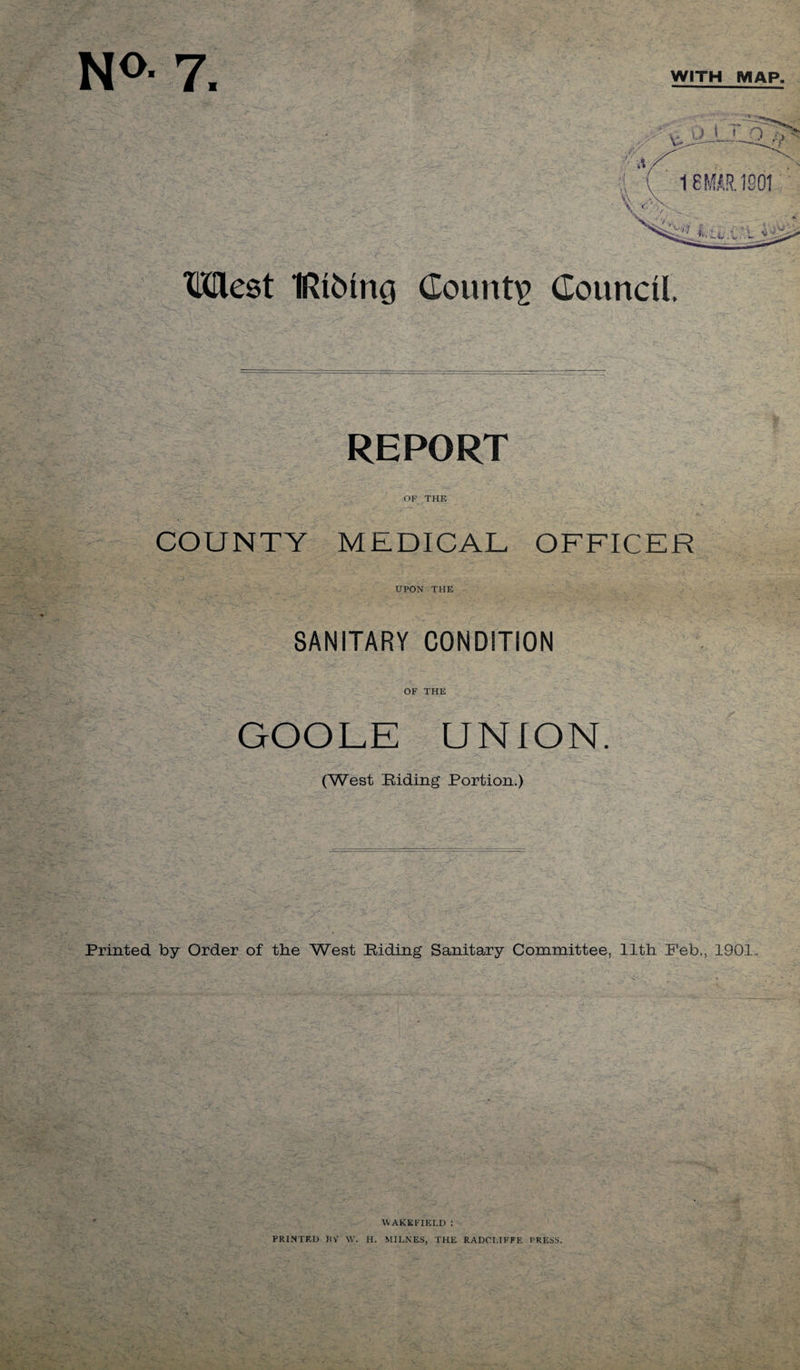 No. 7.
WITH MAP.
EDITOR
18 MAR. 1901
West Riding County Council.
REPORT
OF THE
COUNTY MEDICAL OFFICER
UPON THE
SANITARY CONDITION
OF THE
GOOLE UNION.
(West Riding Portion.)
Printed by Order of the West Riding Sanitary Committee, 11th Feb., 1901.
WAKEFIELD:
PRINTED BY W. H. MILNES, THE RADCLIFFE PRESS.